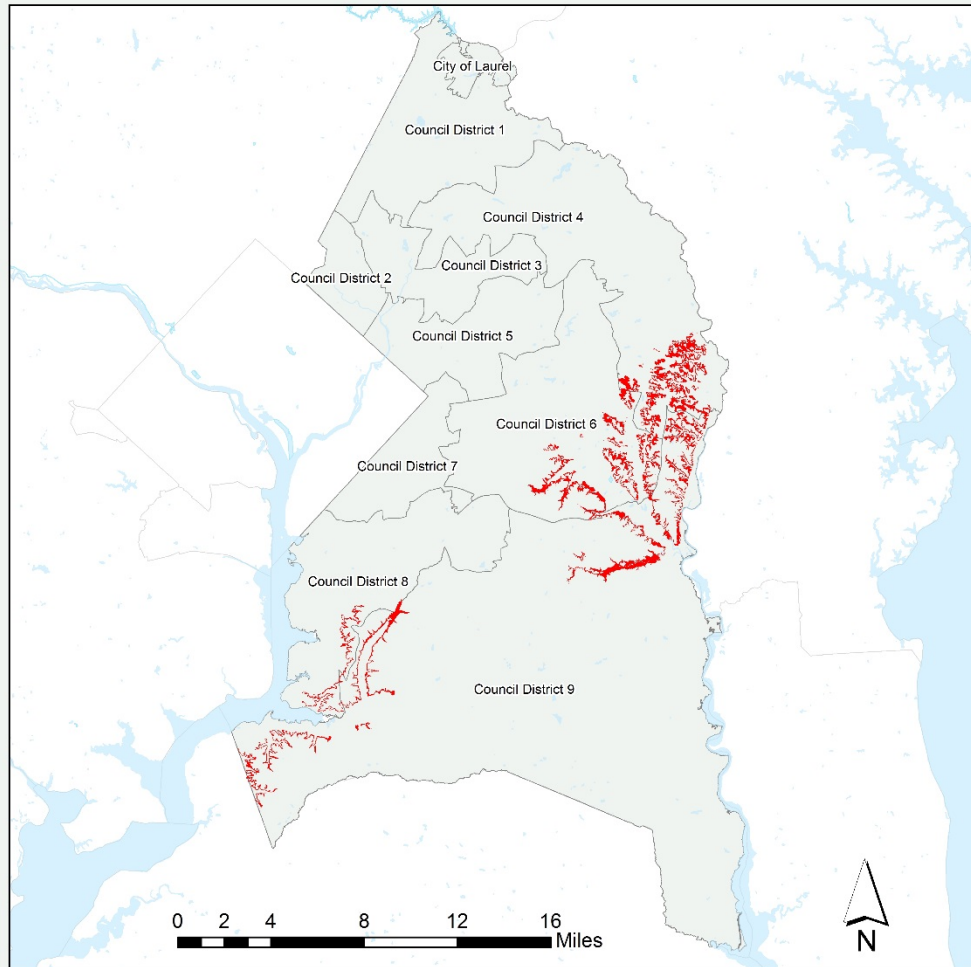 City of Laurel
Council District 1
Council District 4
Council District 3
Council District 2
Council District 5
Council District 6
Council District 7
Council District 8
Council District 9
0 2 4 8 12 16
Miles
N